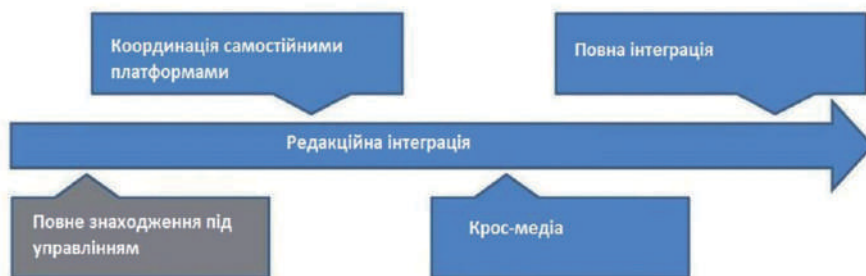 Координація самостійними
платформами
Повна інтеграція
Редакційна інтеграція
Повне знаходження під
управлінням
Крос-медіа